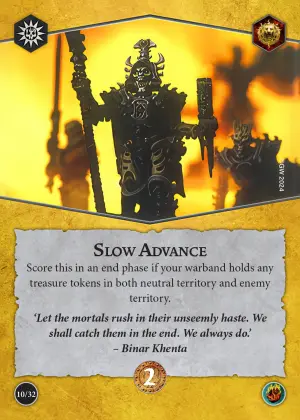 GW 2024
SLOW ADVANCE
Score this in an end phase if your warband holds any
treasure tokens in both neutral territory and enemy
territory.
‘Let the mortals rush in their unseemly haste. We
shall catch them in the end. We always do.’
– Binar Khenta
2
10/32